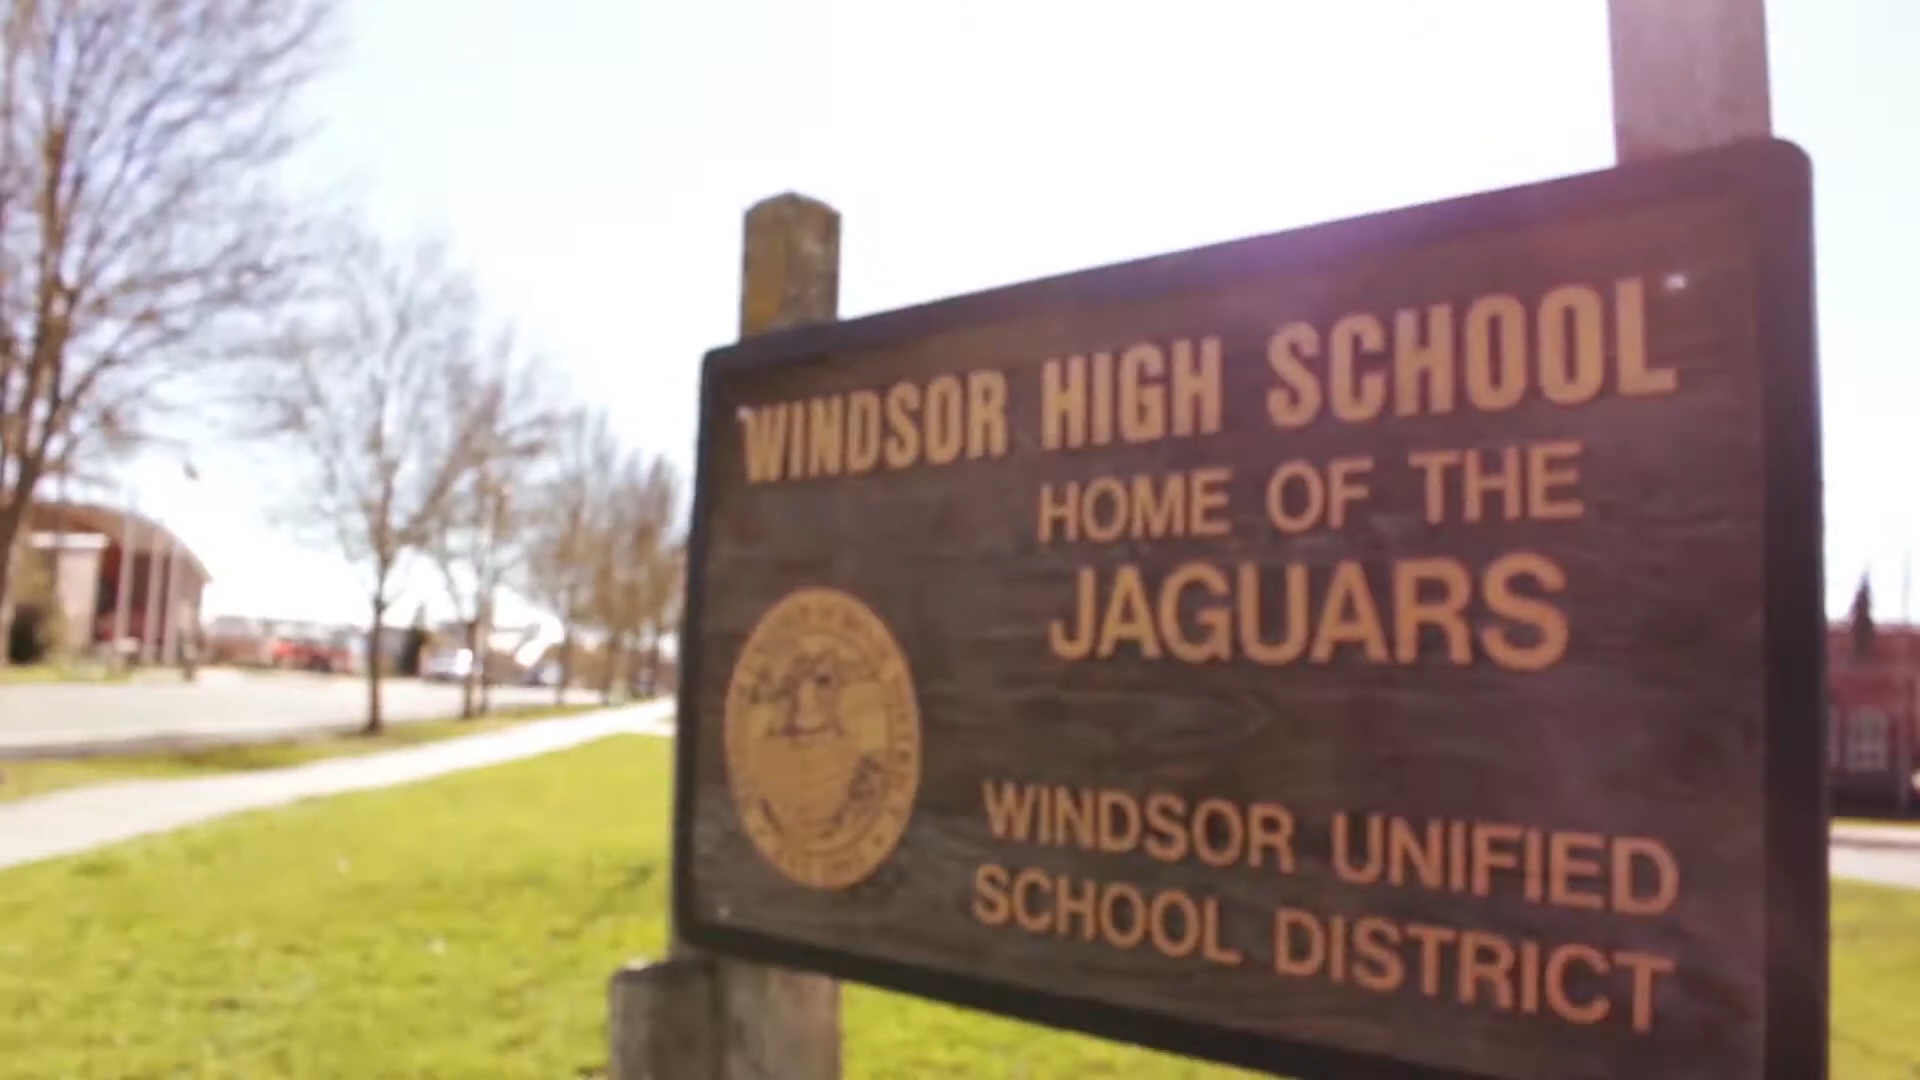 WINDSOR HIGH SCHOOL
HOME OF THE
JAGUARS
WINDSOR UNIFIED
SCHOOL DISTRICT